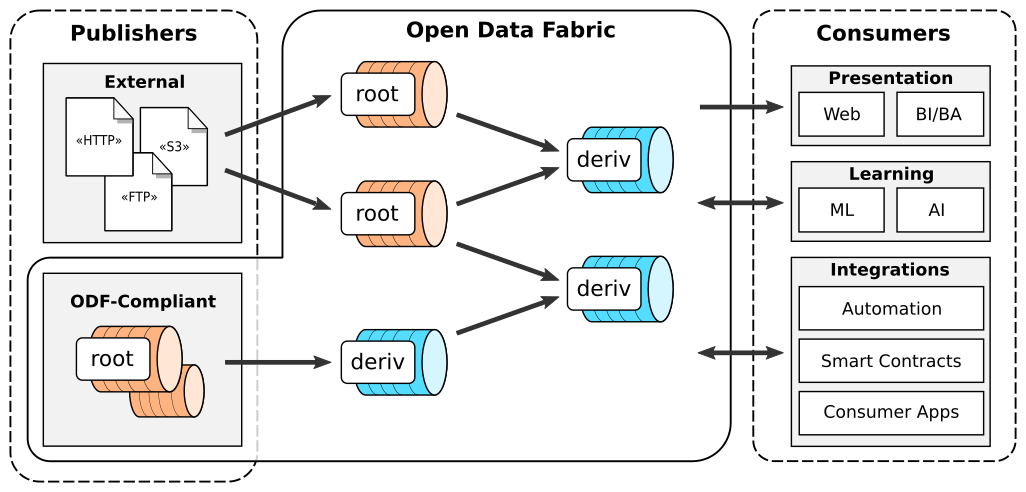 Publishers
External
«HTTP»
«S3»
«FTP»
ODF-Compliant
root
Open Data Fabric
root
root
deriv
deriv
deriv
Consumers
Presentation
Web
BI/BA
Learning
ML
AI
Integrations
Automation
Smart Contracts
Consumer Apps